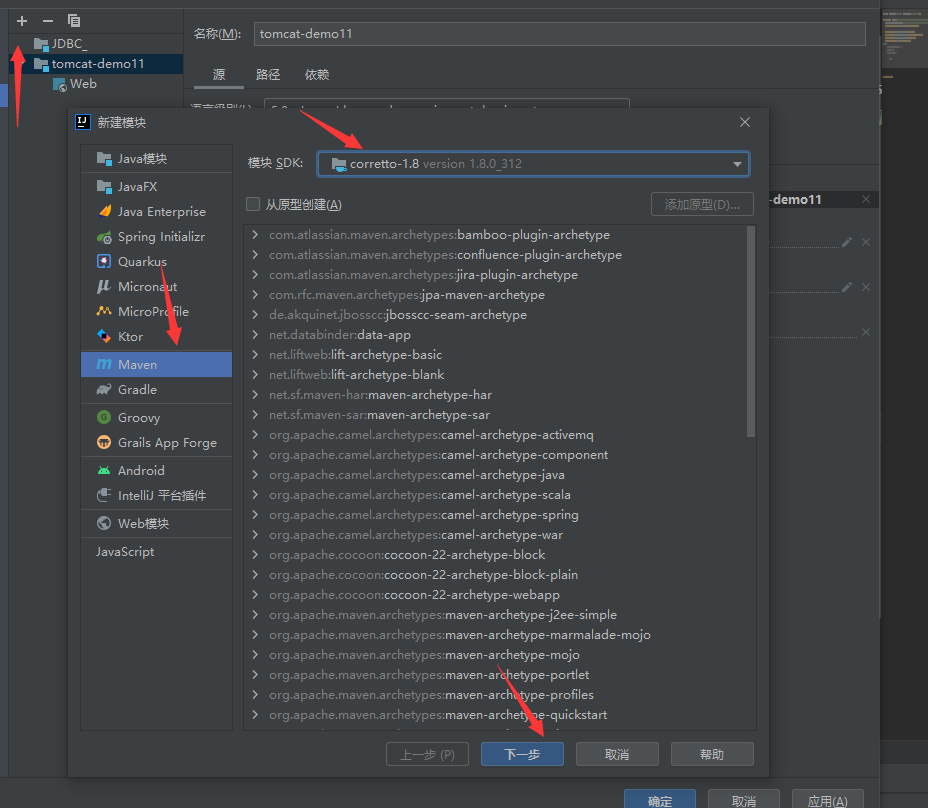 JDBC_
tomcat-demo11
Web
名称(M):
tomcat-demo11
源
路径
依赖
新建模块
Java模块
JavaFX
Java Enterprise
Spring Initializr
Quarkus
Micronaut
MicroProfile
Ktor
Maven
Gradle
Groovy
Grails App Forge
Android
IntelliJ 平台插件
Web模块
JavaScript
模块 SDK:
corretto-1.8 version 1.8.0_312
从原型创建(A)
添加原型(D)...
com.atlassian.maven.archetypes:bamboo-plugin-archetype
com.atlassian.maven.archetypes:confluence-plugin-archetype
com.atlassian.maven.archetypes:jira-plugin-archetype
com.rfc.maven.archetypes:jpa-maven-archetype
de.akquinet.jbosscc:jbosscc-seam-archetype
net.databinder:data-app
net.liftweb:lift-archetype-basic
net.liftweb:lift-archetype-blank
net.sf.maven-har:maven-archetype-har
net.sf.maven-sar:maven-archetype-sar
org.apache.camel.archetypes:camel-archetype-activemq
org.apache.camel.archetypes:camel-archetype-component
org.apache.camel.archetypes:camel-archetype-java
org.apache.camel.archetypes:camel-archetype-scala
org.apache.camel.archetypes:camel-archetype-spring
org.apache.camel.archetypes:camel-archetype-war
org.apache.cocoon:cocoon-22-archetype-block
org.apache.cocoon:cocoon-22-archetype-block-plain
org.apache.cocoon:cocoon-22-archetype-webapp
org.apache.maven.archetypes:maven-archetype-j2ee-simple
org.apache.maven.archetypes:maven-archetype-marmalade-mojo
org.apache.maven.archetypes:maven-archetype-mojo
org.apache.maven.archetypes:maven-archetype-portlet
org.apache.maven.archetypes:maven-archetype-profiles
org.apache.maven.archetypes:maven-archetype-quickstart
-demo11
上一步 (P)
下一步
取消
帮助
确定
取消
应用(A)